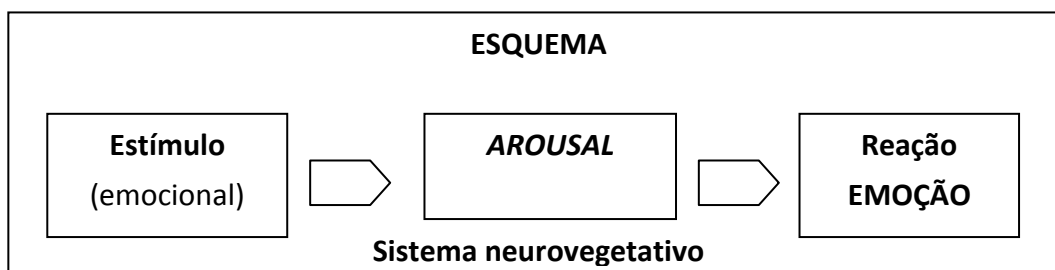 ESQUEMA
Estímulo
(emocional)
AROUSAL
Reação
EMOÇÃO
Sistema neurovegetativo